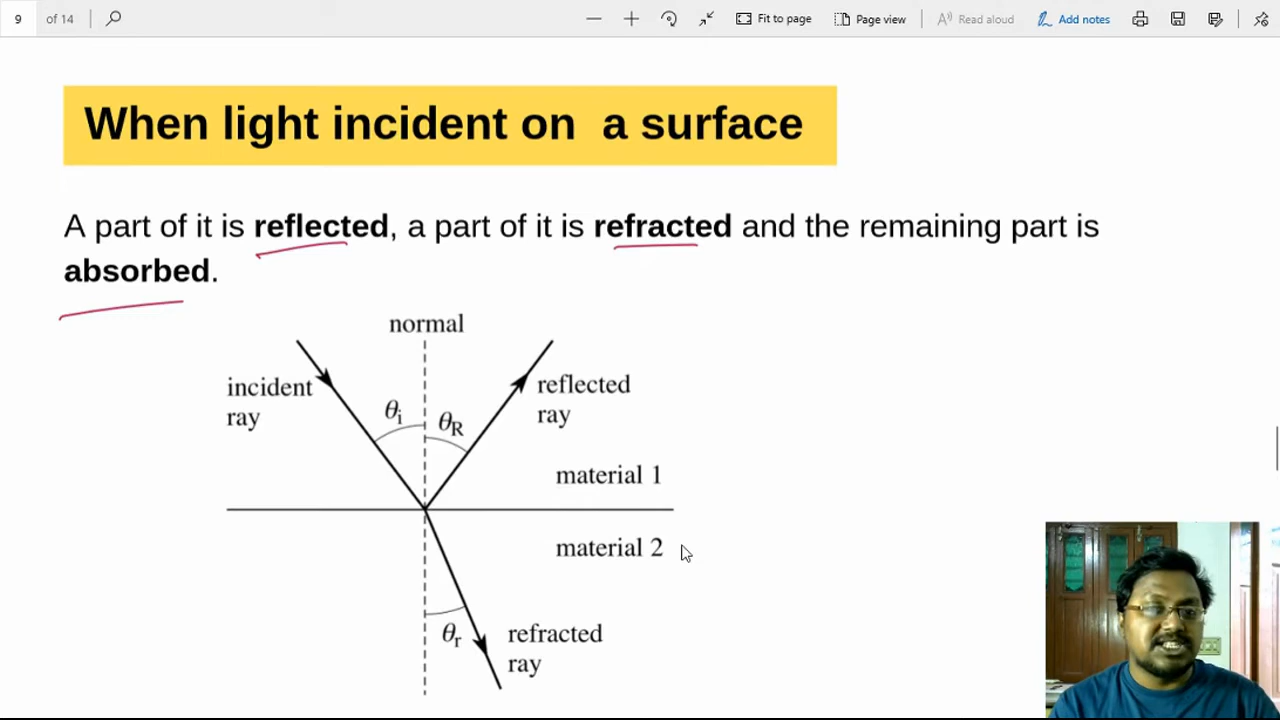 9 of 14 Fit to page Page view Read aloud Add notes
When light incident on a surface
A part of it is reflected, a part of it is refracted and the remaining part is
absorbed.
normal
incident
ray
θi
θR
reflected
ray
material 1
material 2
θr
refracted
ray